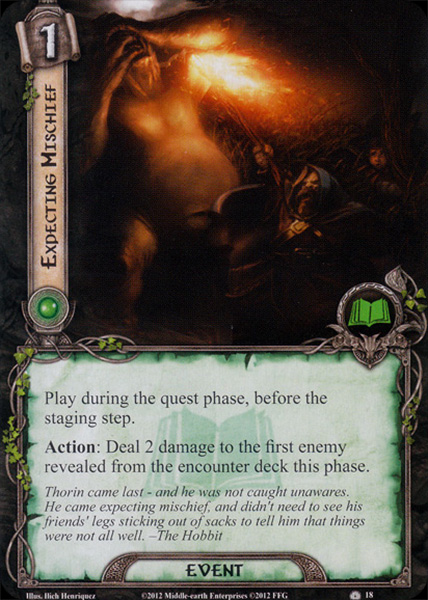 1
EXPECTING MISCHIEF
Play during the quest phase, before the
staging step.
Action: Deal 2 damage to the first enemy
revealed from the encounter deck this phase.
Thorin came last - and he was not caught unawares.
He came expecting mischief, and didn't need to see his
friends' legs sticking out of sacks to tell him that things
were not all well. –The Hobbit
EVENT
Illus. Ilich Henriquez
©2012 Middle-earth Enterprises ©2012 FFG
18